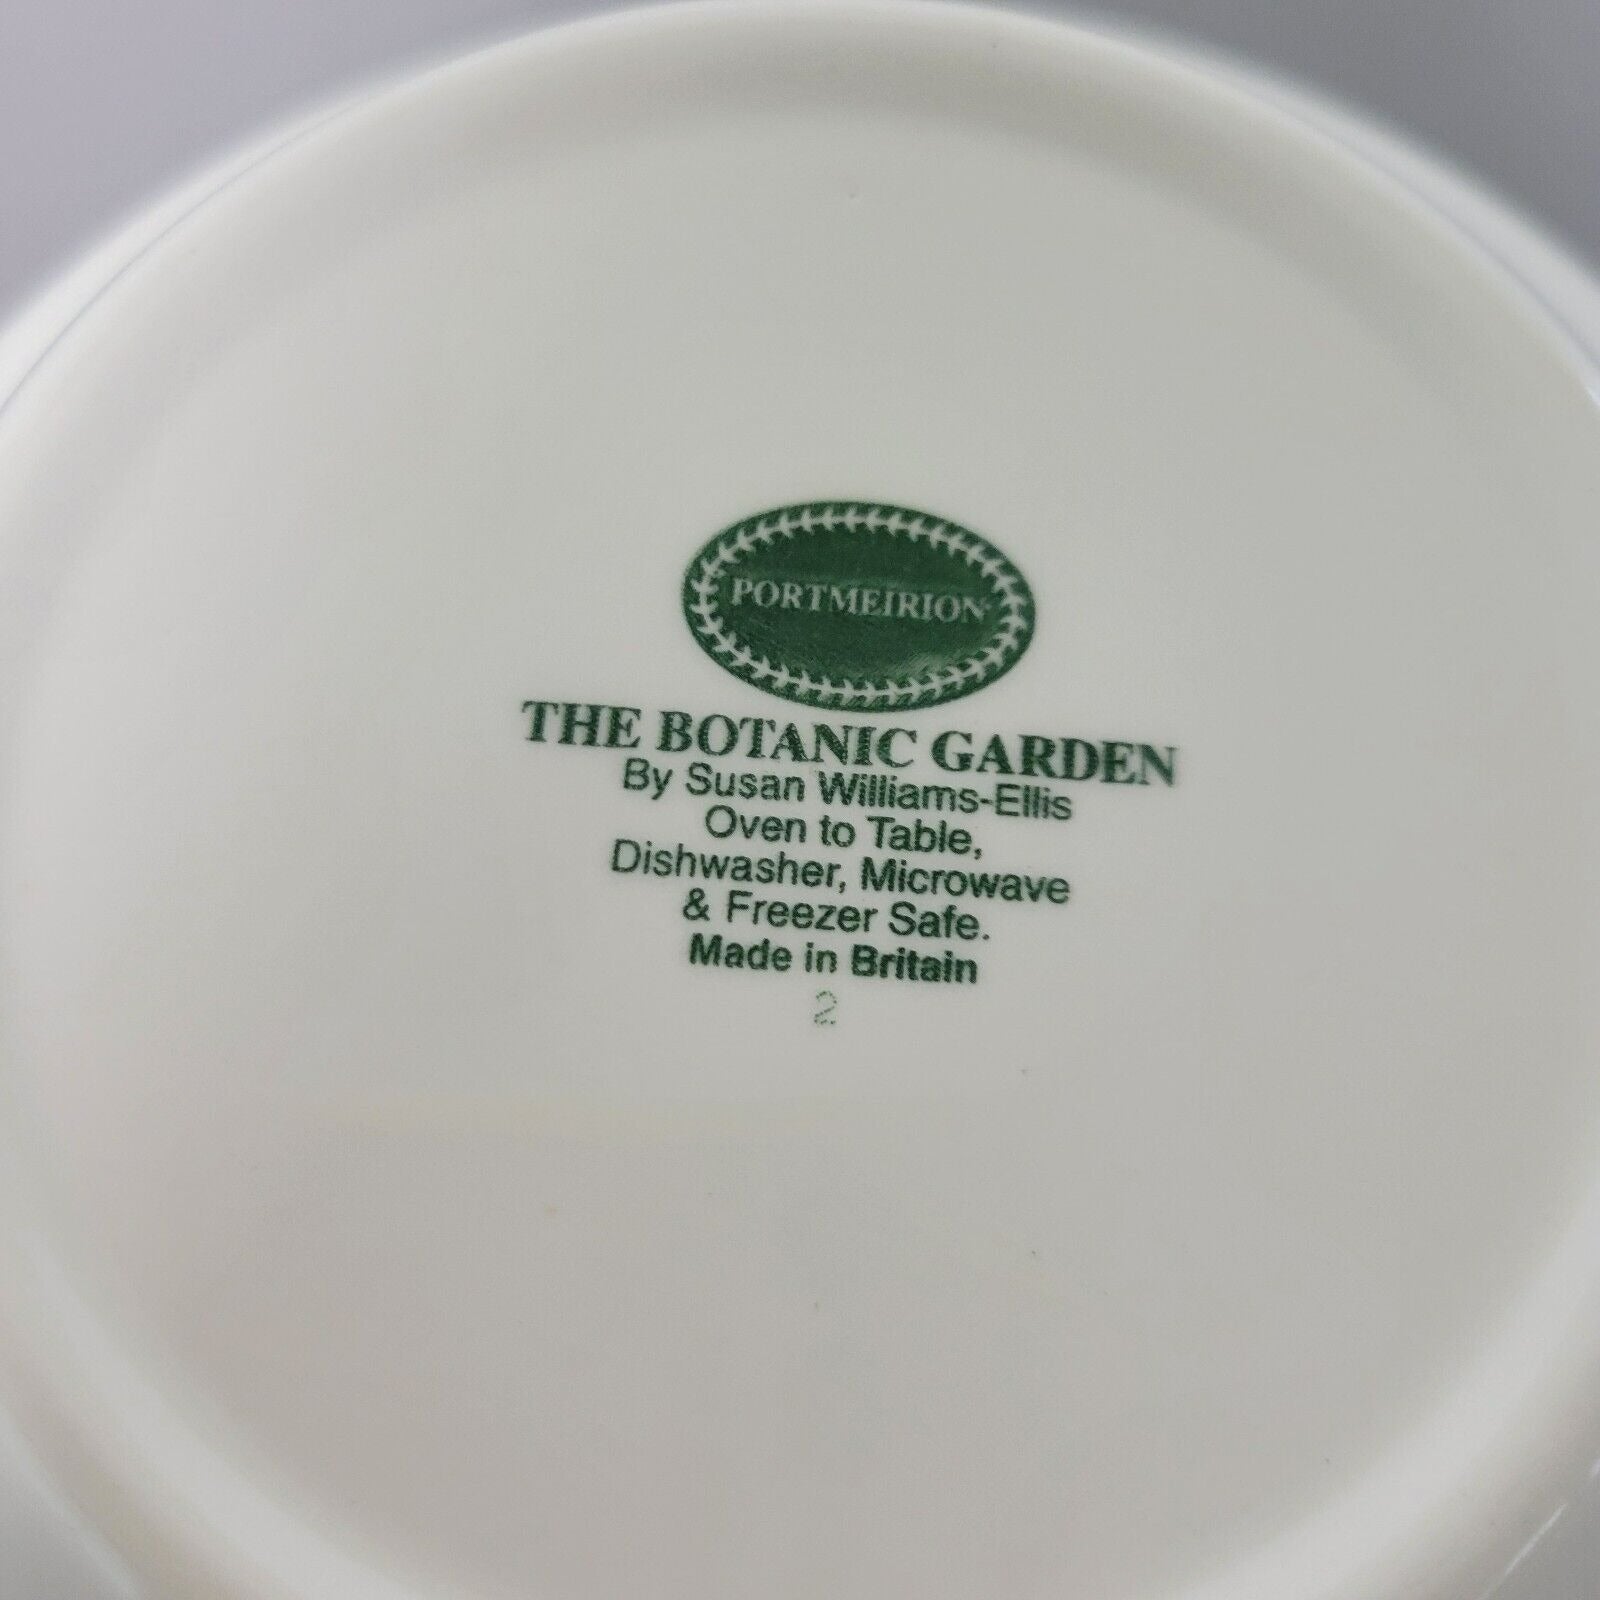 PORTMEIRION
THE BOTANIC GARDEN
By Susan Williams-Ellis
Oven to Table,
Dishwasher, Microwave
& Freezer Safe.
Made in Britain
2